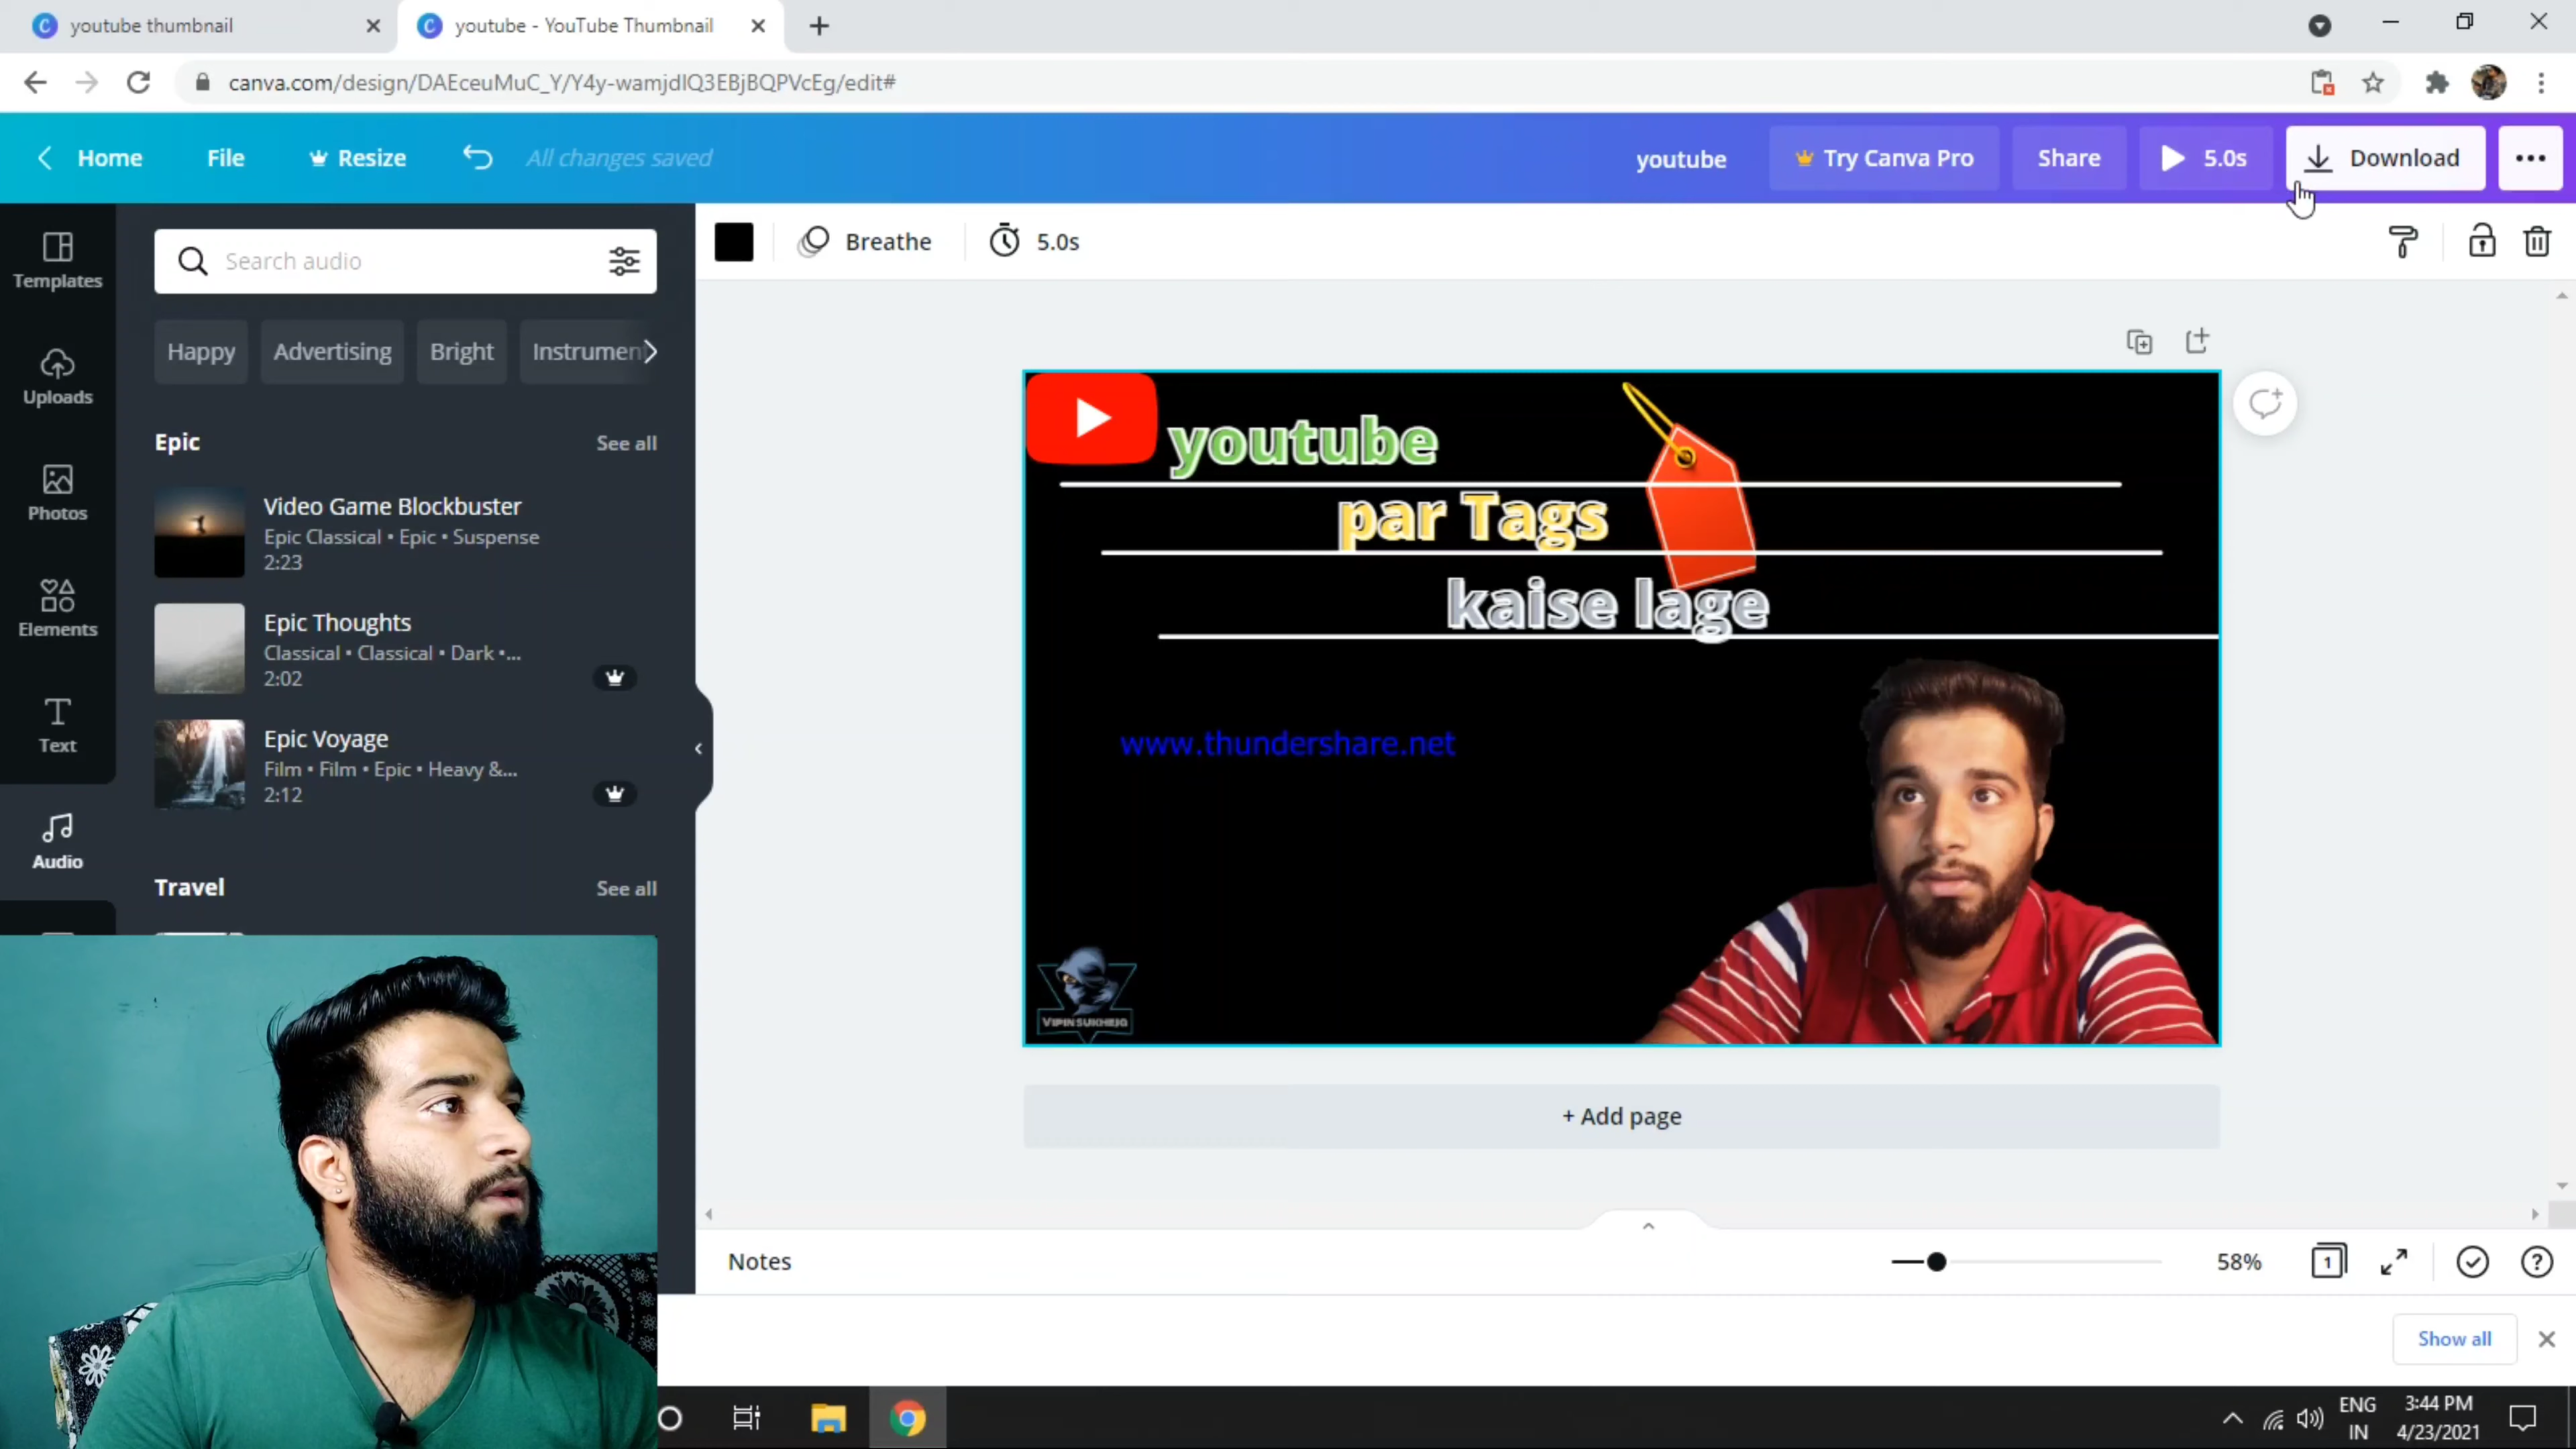 youtube thumbnail
youtube - YouTube Thumbnail
canva.com/design/DAEceuMuC_Y/Y4y-wamjdIQ3EBjBQPVcEg/edit#
Home
File
Resize
All changes saved
youtube
Try Canva Pro
Share
5.0s
Download
Templates
Uploads
Photos
Elements
Text
Audio
Search audio
Happy
Advertising
Bright
Instrumen
Epic
See all
Video Game Blockbuster
Epic Classical • Epic • Suspense
2:23
Epic Thoughts
Classical • Classical • Dark •...
2:02
Epic Voyage
Film • Film • Epic • Heavy &...
2:12
Travel
See all
Breathe
5.0s
youtube
par Tags
kaise lage
www.thundershare.net
VIPIN SUKHEJA
+ Add page
Notes
58%
1
Show all
ENG
IN
3:44 PM
4/23/2021